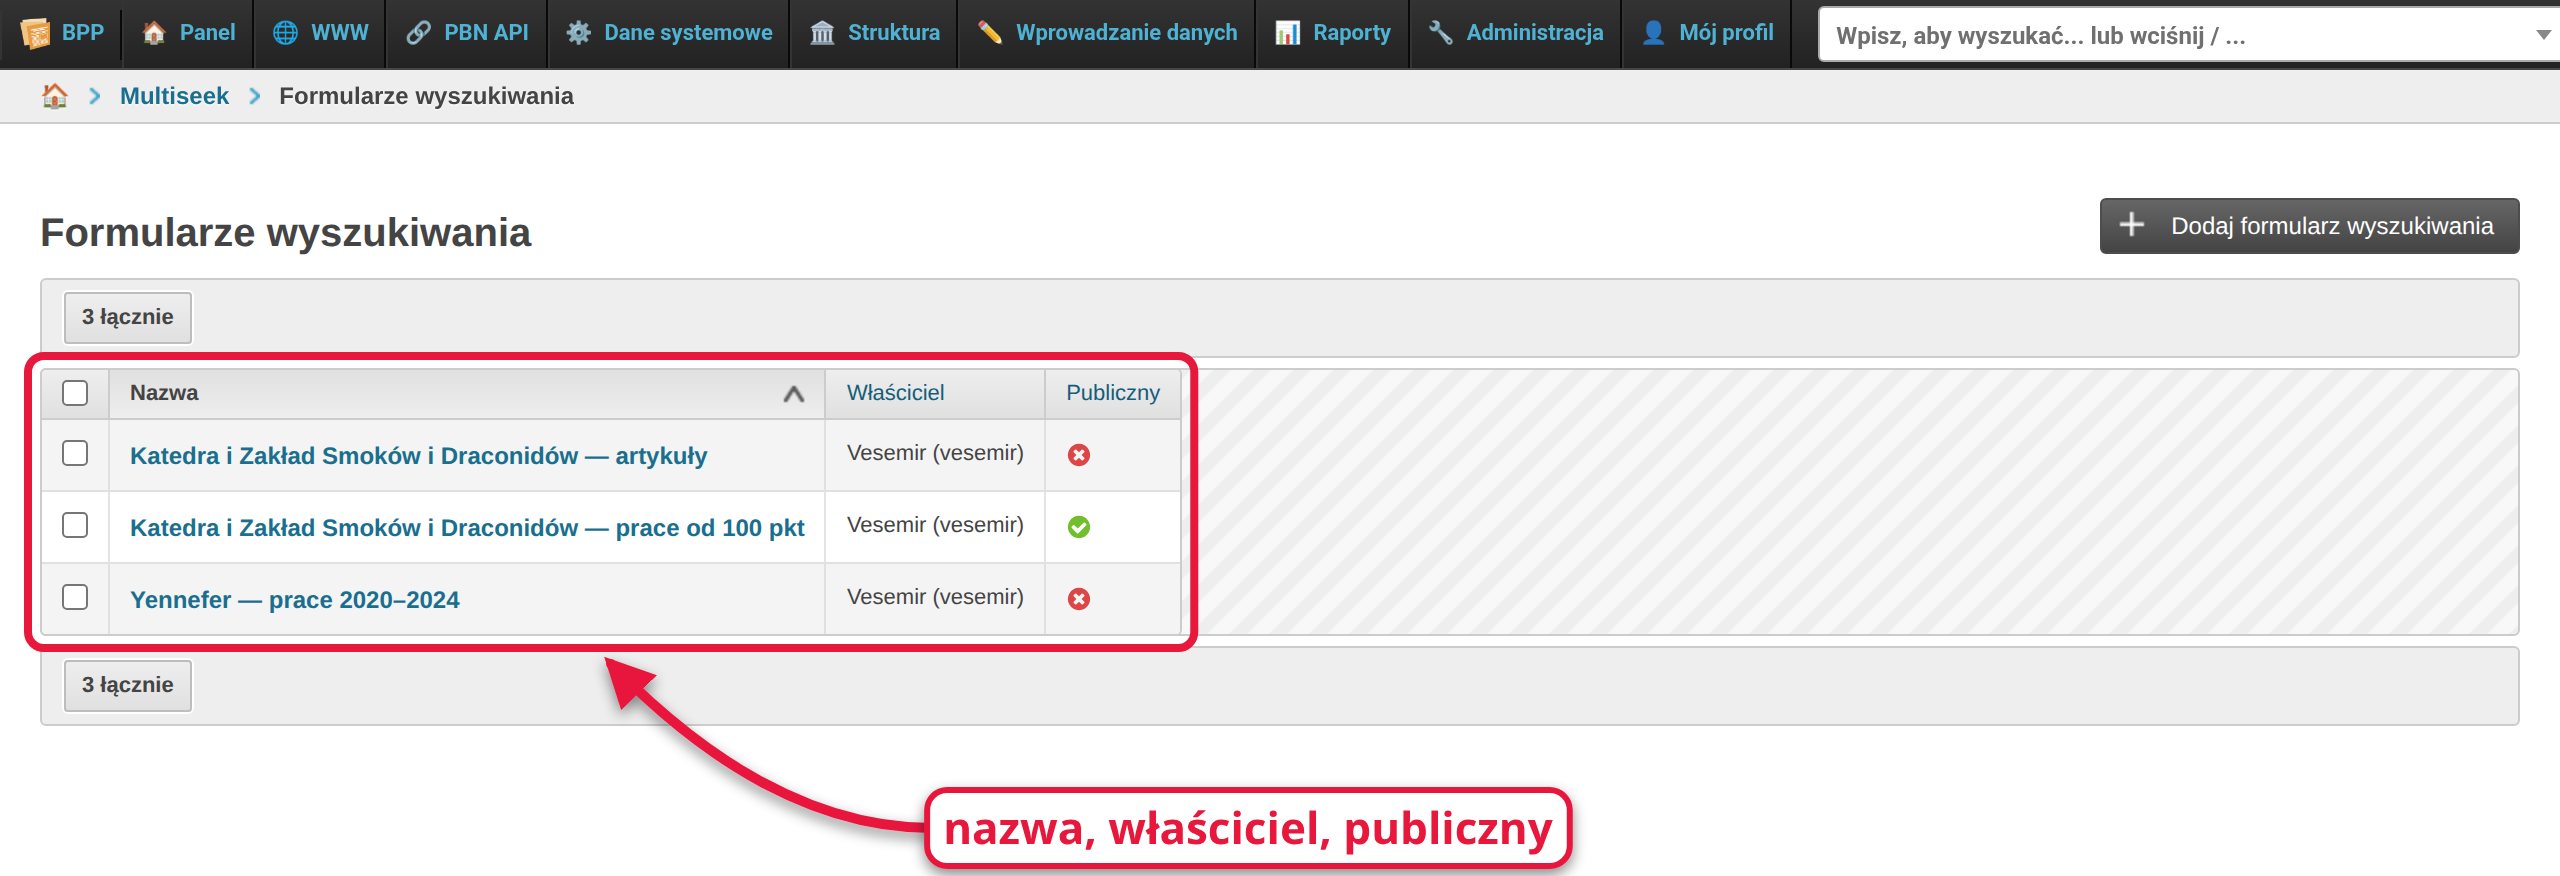 BPP Panel WWW PBN API Dane systemowe Struktura Wprowadzanie danych Raporty Administracja Mój profil Wpisz, aby wyszukać... lub wciśnij / ...
Multiseek Formularze wyszukiwania
Formularze wyszukiwania
Dodaj formularz wyszukiwania
3 łącznie
Nazwa Właściciel Publiczny
Katedra i Zakład Smoków i Draconidów — artykuły Vesemir (vesemir)
Katedra i Zakład Smoków i Draconidów — prace od 100 pkt Vesemir (vesemir)
Yennefer — prace 2020–2024 Vesemir (vesemir)
3 łącznie
nazwa, właściciel, publiczny